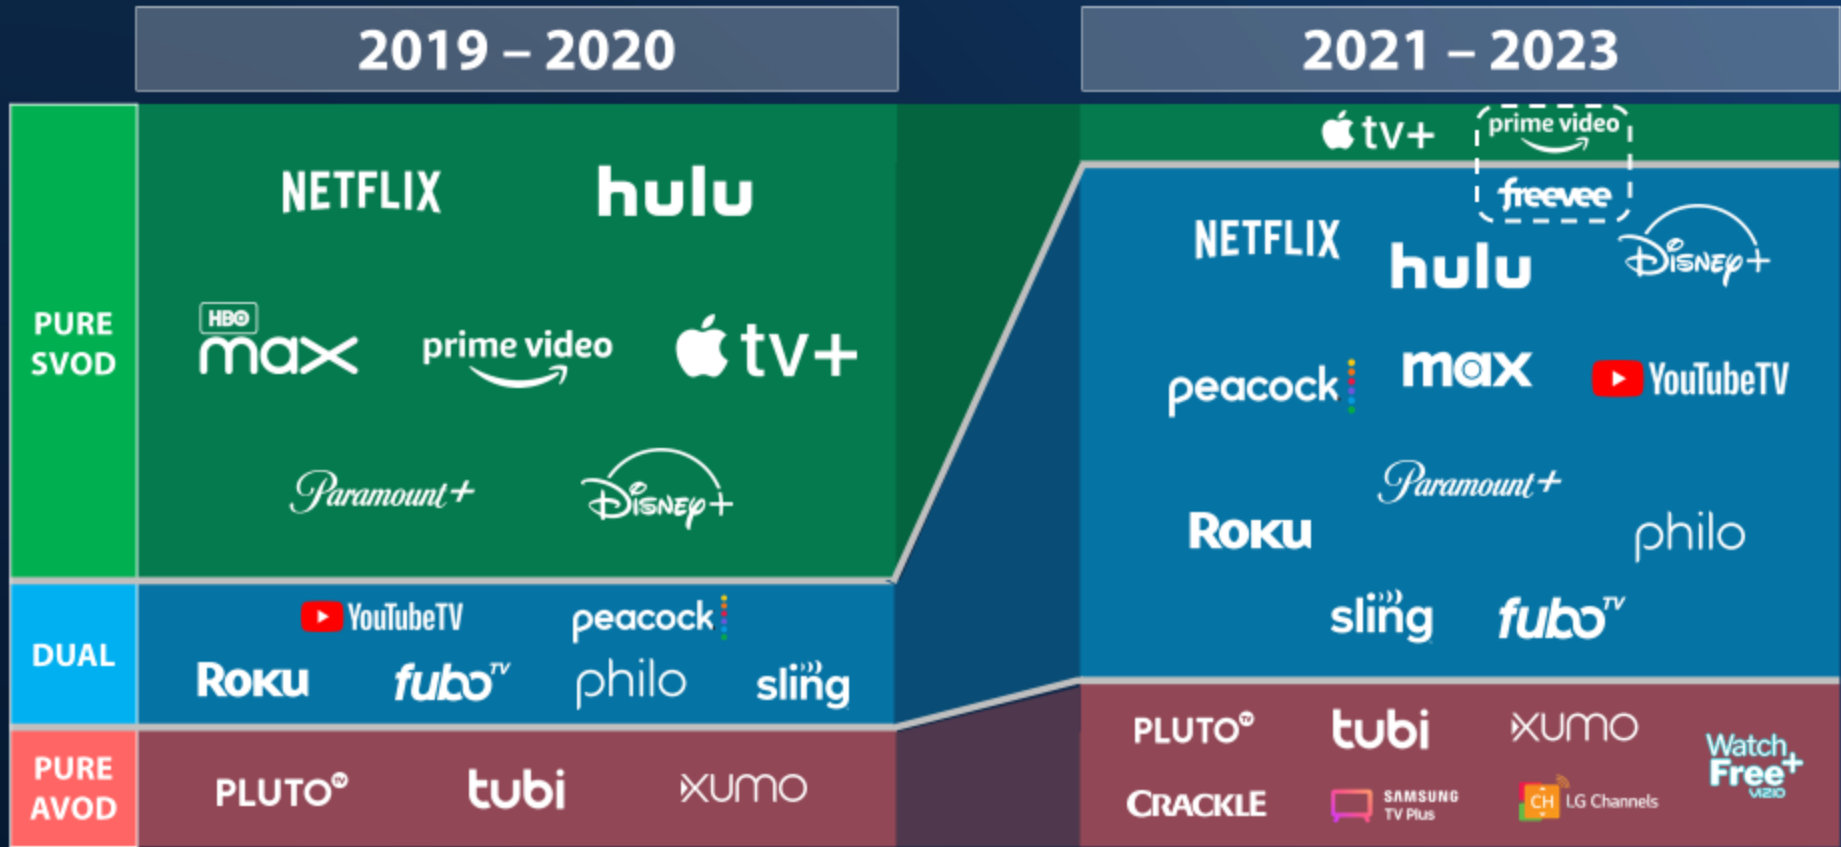 2019 – 2020
2021 – 2023
PURE
SVOD
NETFLIX
hulu
HBO
max
prime video
tv+
Paramount+
Disney+
DUAL
YouTubeTV
peacock
Roku
fubo TV
philo
sling
PURE
AVOD
PLUTO TV
tubi
xumo
tv+
prime video
freevee
NETFLIX
hulu
Disney+
peacock
max
YouTubeTV
Paramount+
Roku
philo
sling
fubo TV
PLUTO TV
tubi
xumo
Watch
Free+
VIZIO
CRACKLE
SAMSUNG
TV Plus
CH
LG Channels